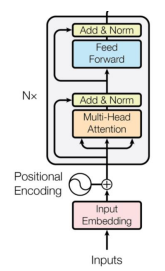 Add & Norm
Feed
Forward
N×
Add & Norm
Multi-Head
Attention
Positional
Encoding
Input
Embedding
Inputs